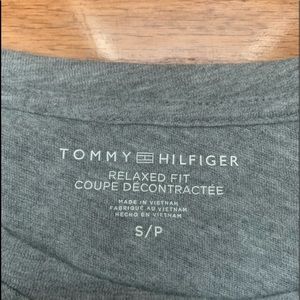 TOMMY HILFIGER
RELAXED FIT
COUPE DÉCONTRACTÉE
MADE IN VIETNAM
FABRIQUÉ AU VIETNAM
HECHO EN VIETNAM
S/P